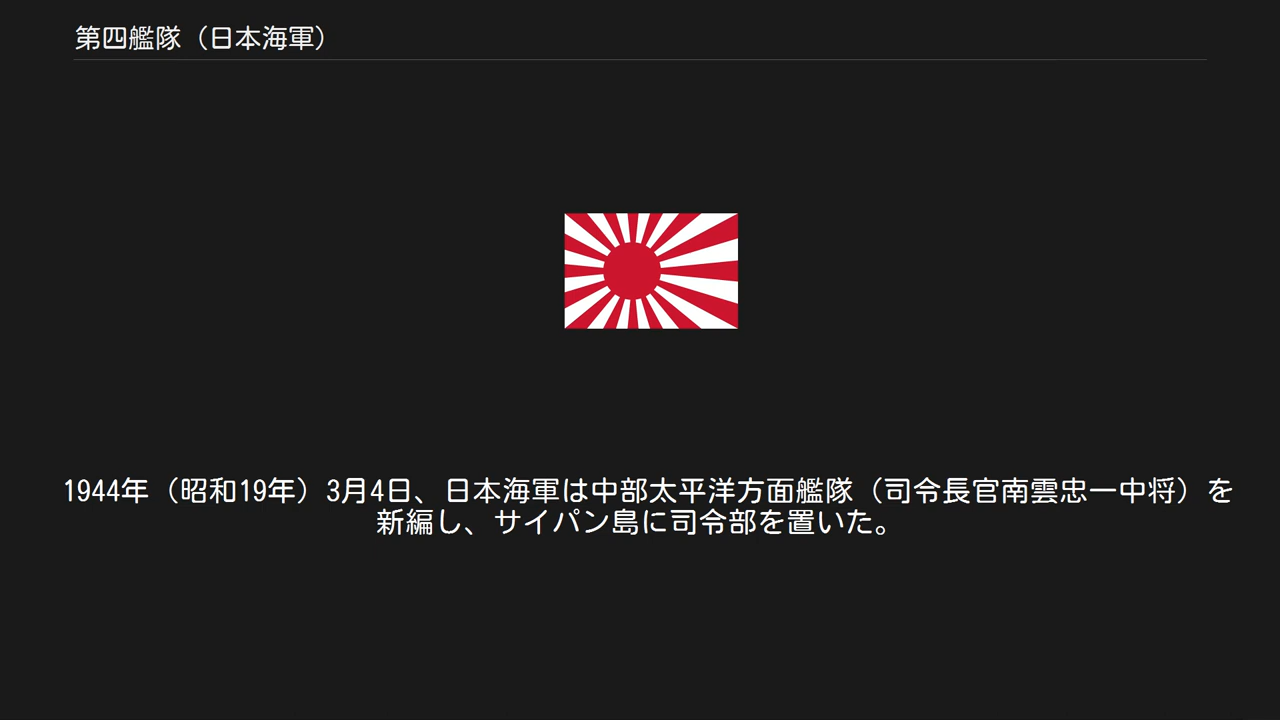 第四艦隊（日本海軍）
1944年（昭和19年）3月4日、日本海軍は中部太平洋方面艦隊（司令長官南雲忠一中将）を
新編し、サイパン島に司令部を置いた。